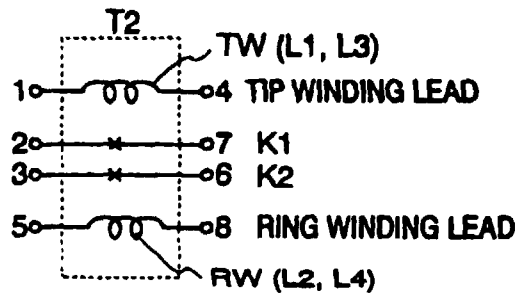 T2
TW (L1, L3)
1 4 TIP WINDING LEAD
2 7 K1
3 6 K2
5 8 RING WINDING LEAD
RW (L2, L4)